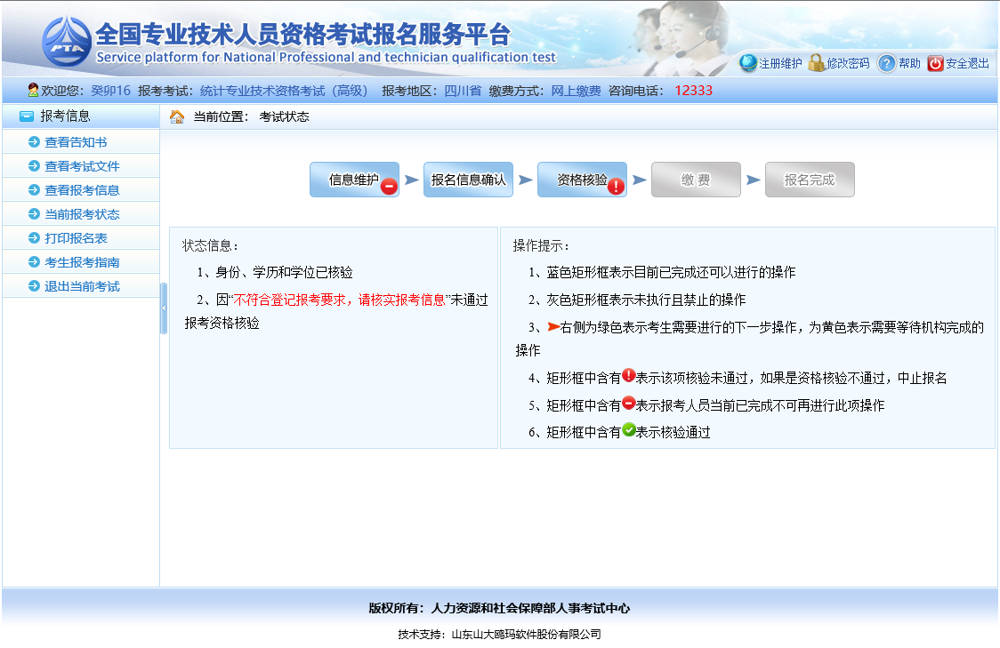 全国专业技术人员资格考试报名服务平台
PTA
Service platform for National Professional and technician qualification test
注册维护 修改密码 帮助 安全退出
欢迎您：癸卯16 报考考试：统计专业技术资格考试（高级） 报考地区：四川省 缴费方式：网上缴费 咨询电话： 12333
报考信息
查看告知书
查看考试文件
查看报考信息
当前报考状态
打印报名表
考生报考指南
退出当前考试
当前位置： 考试状态
信息维护 报名信息确认 资格核验 缴 费 报名完成
状态信息：
1、身份、学历和学位已核验
2、因“不符合登记报考要求，请核实报考信息”未通过
报考资格核验
操作提示：
1、蓝色矩形框表示目前已完成还可以进行的操作
2、灰色矩形框表示未执行且禁止的操作
3、右侧为绿色表示考生需要进行的下一步操作，为黄色表示需要等待机构完成的
操作
4、矩形框中含有表示该项核验未通过，如果是资格核验不通过，中止报名
5、矩形框中含有表示报考人员当前已完成不可再进行此项操作
6、矩形框中含有表示核验通过
版权所有：人力资源和社会保障部人事考试中心
技术支持：山东山大鸥玛软件股份有限公司